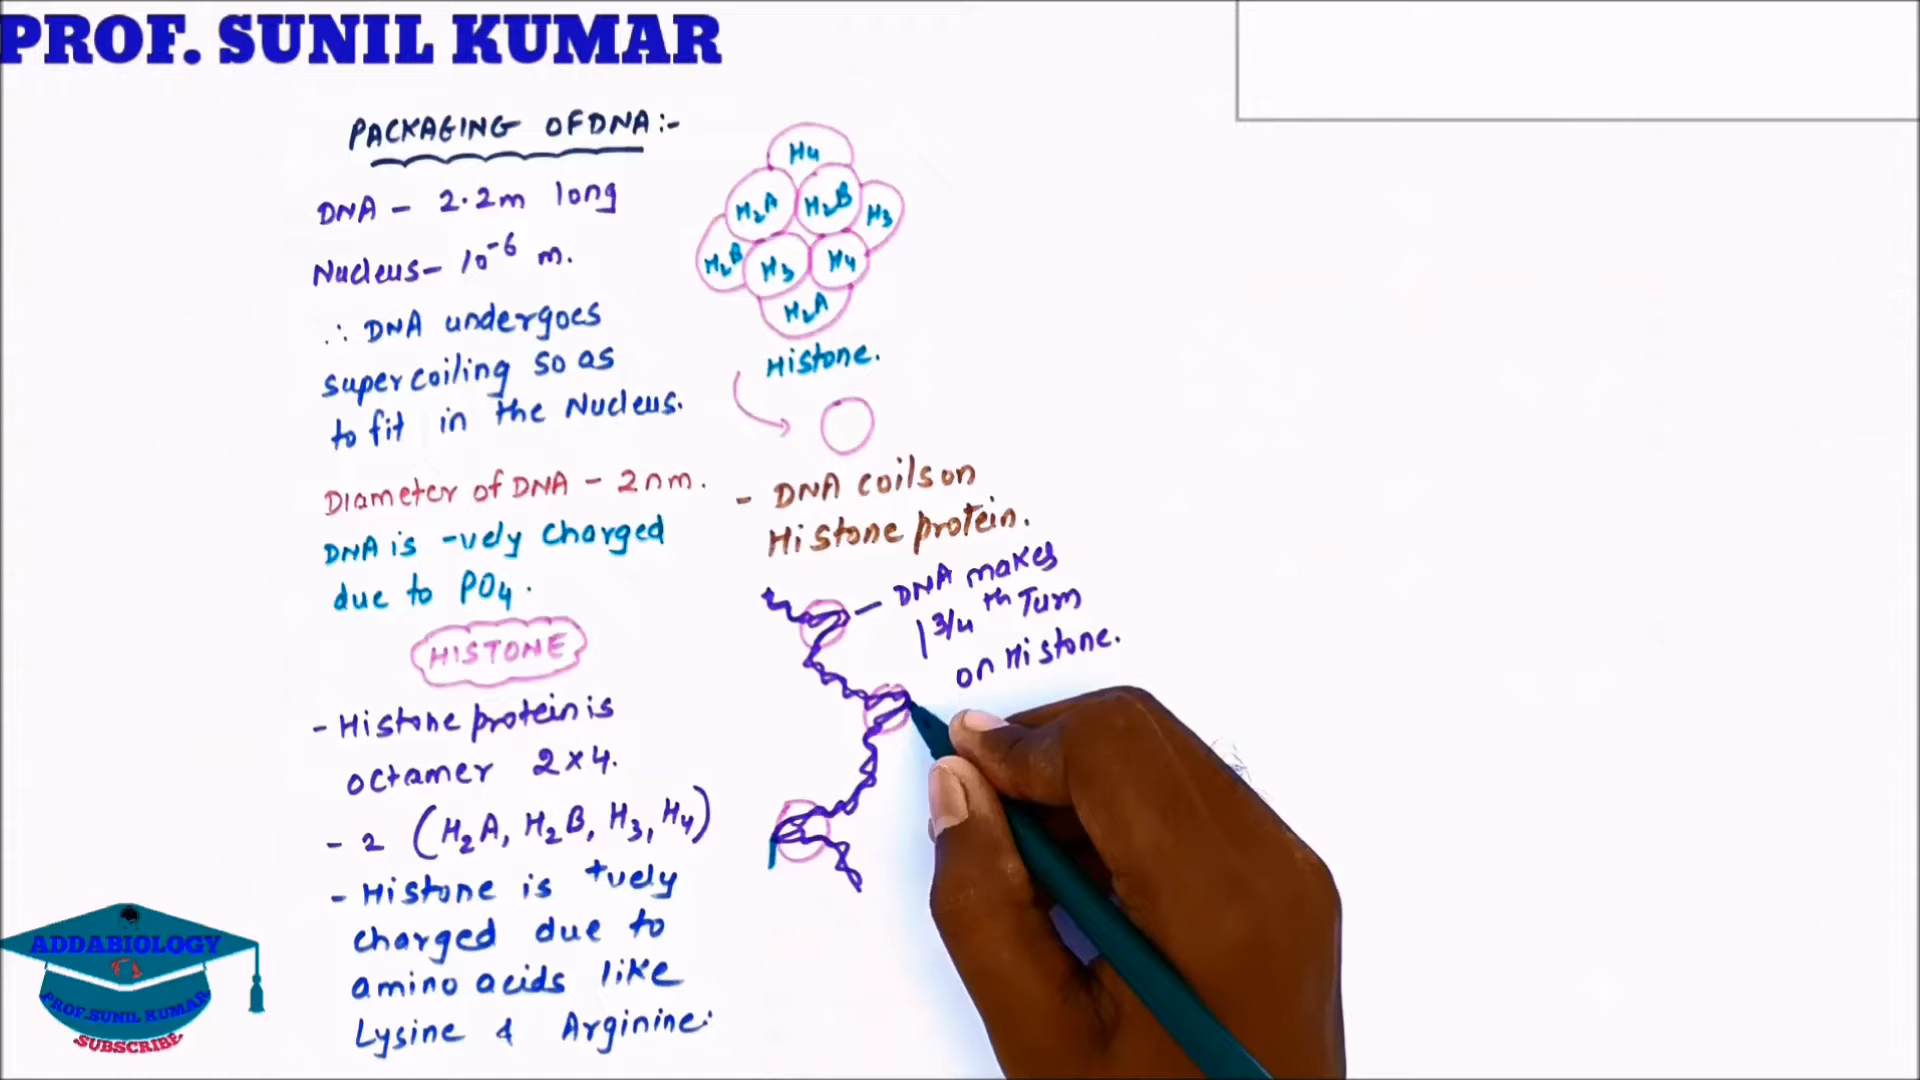 PROF. SUNIL KUMAR
PACKAGING OF DNA:-
DNA - 2.2m long
Nucleus - 10⁻⁶ m.
∴ DNA undergoes
supercoiling so as
to fit in the Nucleus.
Diameter of DNA - 2nm.
DNA is -vely charged
due to PO₄.
HISTONE
- Histone protein is
octamer 2×4.
- 2 (H₂A, H₂B, H₃, H₄)
- Histone is +vely
charged due to
amino acids like
Lysine & Arginine.
H4
H₂A H₂B H₃
H₂B H₃ H4
H₂A
Histone.
- DNA coils on
Histone protein.
- DNA makes
1 3/4 th Turn
on Histone.
ADDABIOLOGY
PROF.SUNIL KUMAR
SUBSCRIBE